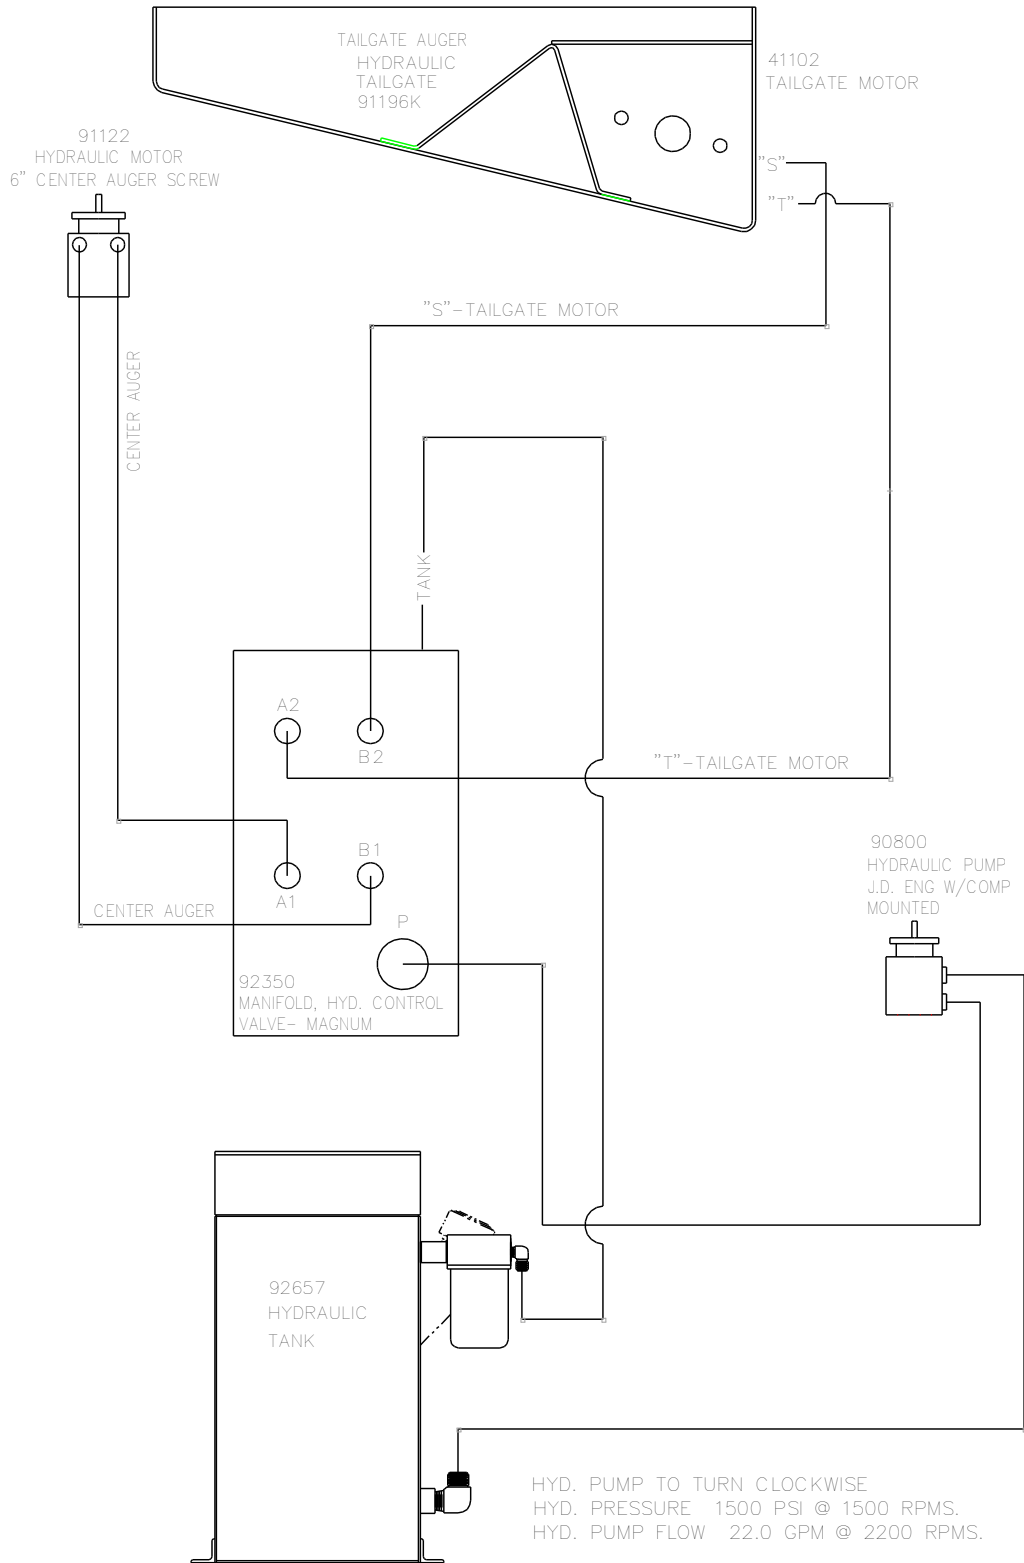 TAILGATE AUGER
HYDRAULIC
TAILGATE
91196K
41102
TAILGATE MOTOR
91122
HYDRAULIC MOTOR
6" CENTER AUGER SCREW
"S"
"T"
"S"-TAILGATE MOTOR
CENTER AUGER
TANK
A2
B2
"T"-TAILGATE MOTOR
B1
A1
CENTER AUGER
P
90800
HYDRAULIC PUMP
J.D. ENG W/COMP
MOUNTED
92350
MANIFOLD, HYD. CONTROL
VALVE- MAGNUM
92657
HYDRAULIC
TANK
HYD. PUMP TO TURN CLOCKWISE
HYD. PRESSURE 1500 PSI @ 1500 RPMS.
HYD. PUMP FLOW 22.0 GPM @ 2200 RPMS.